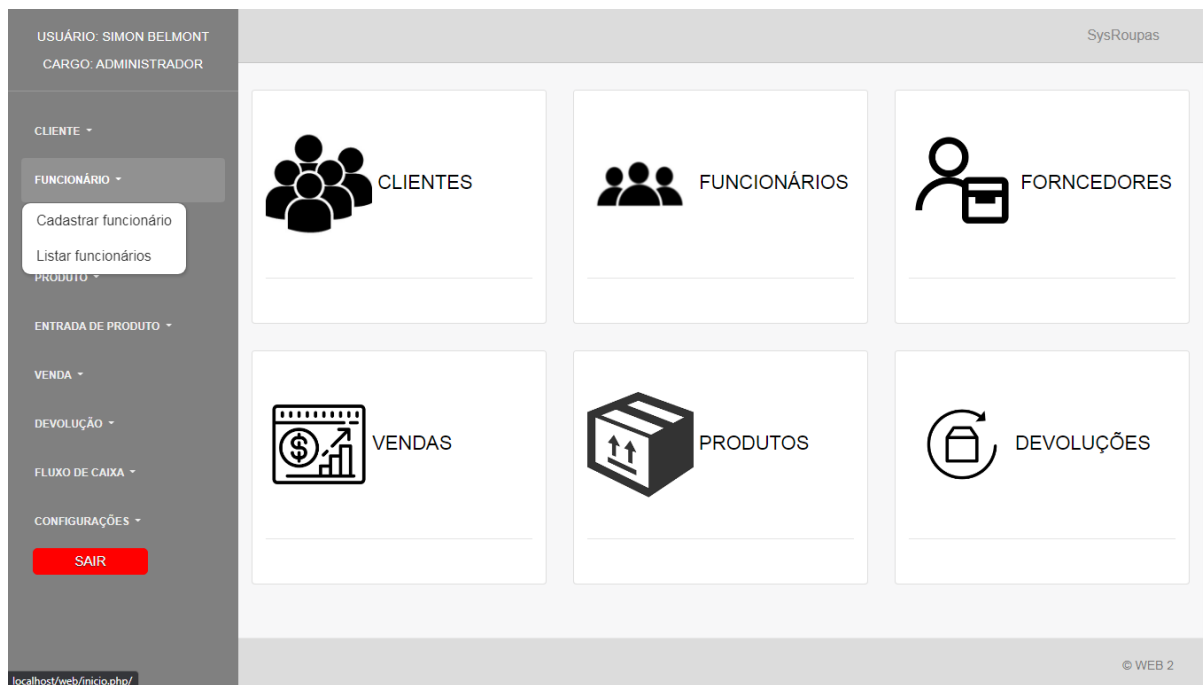 USUÁRIO: SIMON BELMONT
CARGO: ADMINISTRADOR
SysRoupas
CLIENTE
FUNCIONÁRIO
Cadastrar funcionário
Listar funcionários
PRODUTO
ENTRADA DE PRODUTO
VENDA
DEVOLUÇÃO
FLUXO DE CAIXA
CONFIGURAÇÕES
SAIR
CLIENTES
FUNCIONÁRIOS
FORNCEDORES
VENDAS
PRODUTOS
DEVOLUÇÕES
© WEB 2
localhost/web/inicio.php/